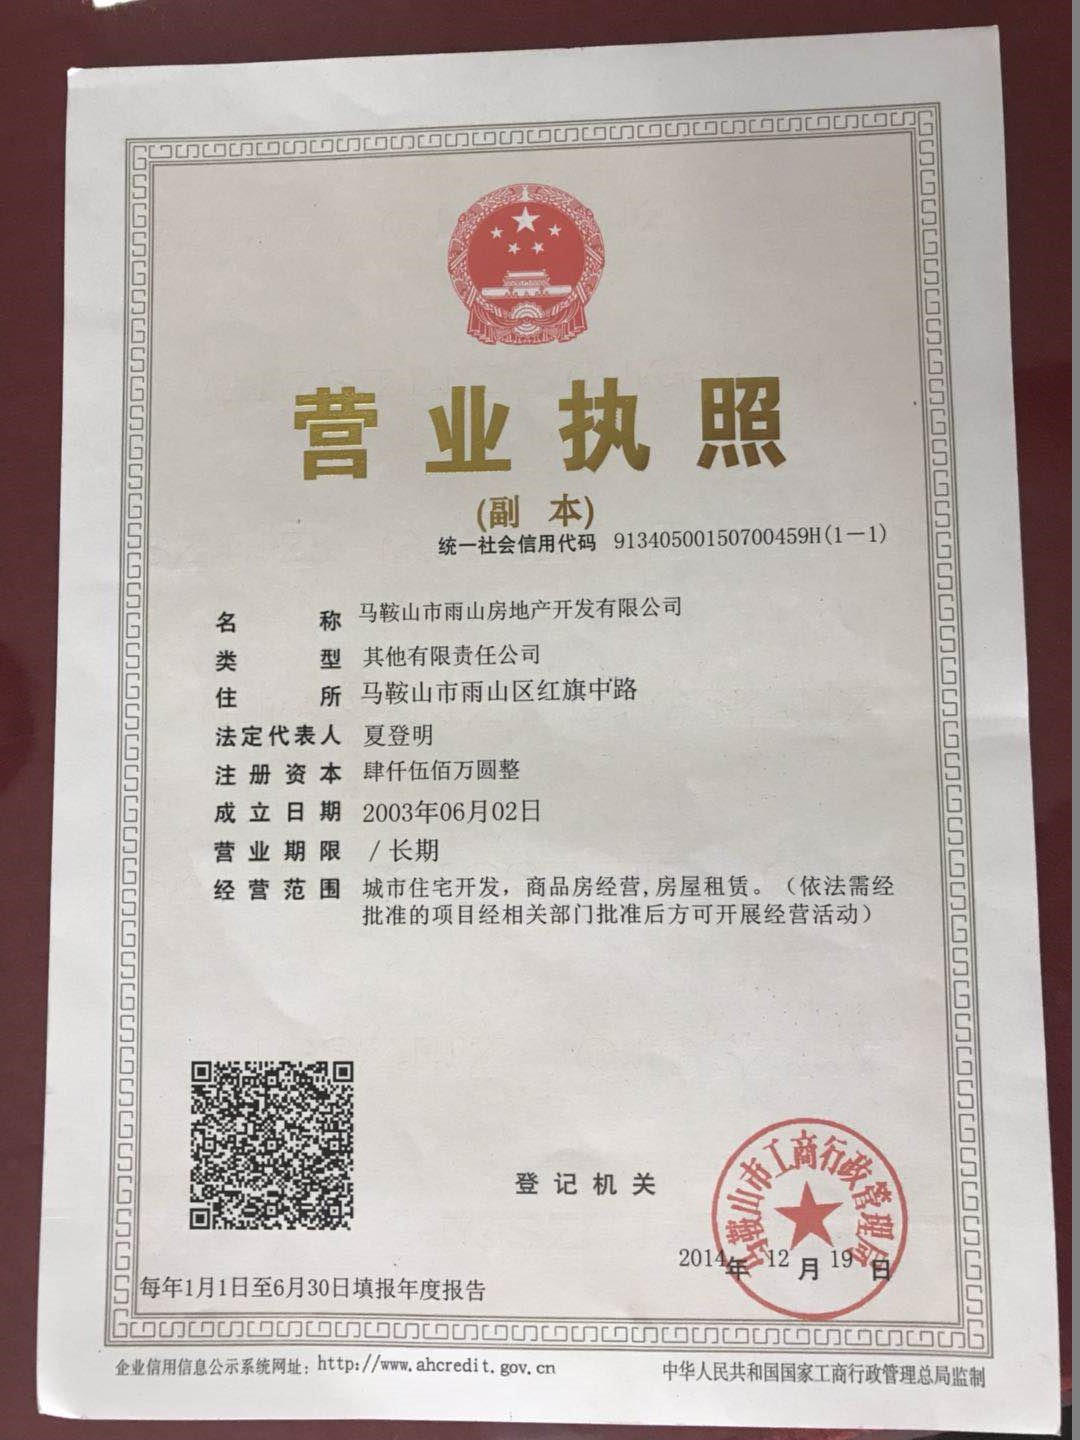 营业执照
(副 本)
统一社会信用代码 91340500150700459H(1-1)
名 称 马鞍山市雨山房地产开发有限公司
类 型 其他有限责任公司
住 所 马鞍山市雨山区红旗中路
法定代表人 夏登明
注册资本 肆仟伍佰万圆整
成立日期 2003年06月02日
营业期限 /长期
经营范围 城市住宅开发，商品房经营,房屋租赁。（依法需经
批准的项目经相关部门批准后方可开展经营活动）
登记机关
马鞍山市工商行政管理局
2014年12月19日
每年1月1日至6月30日填报年度报告
企业信用信息公示系统网址：http://www.ahcredit.gov.cn
中华人民共和国国家工商行政管理总局监制